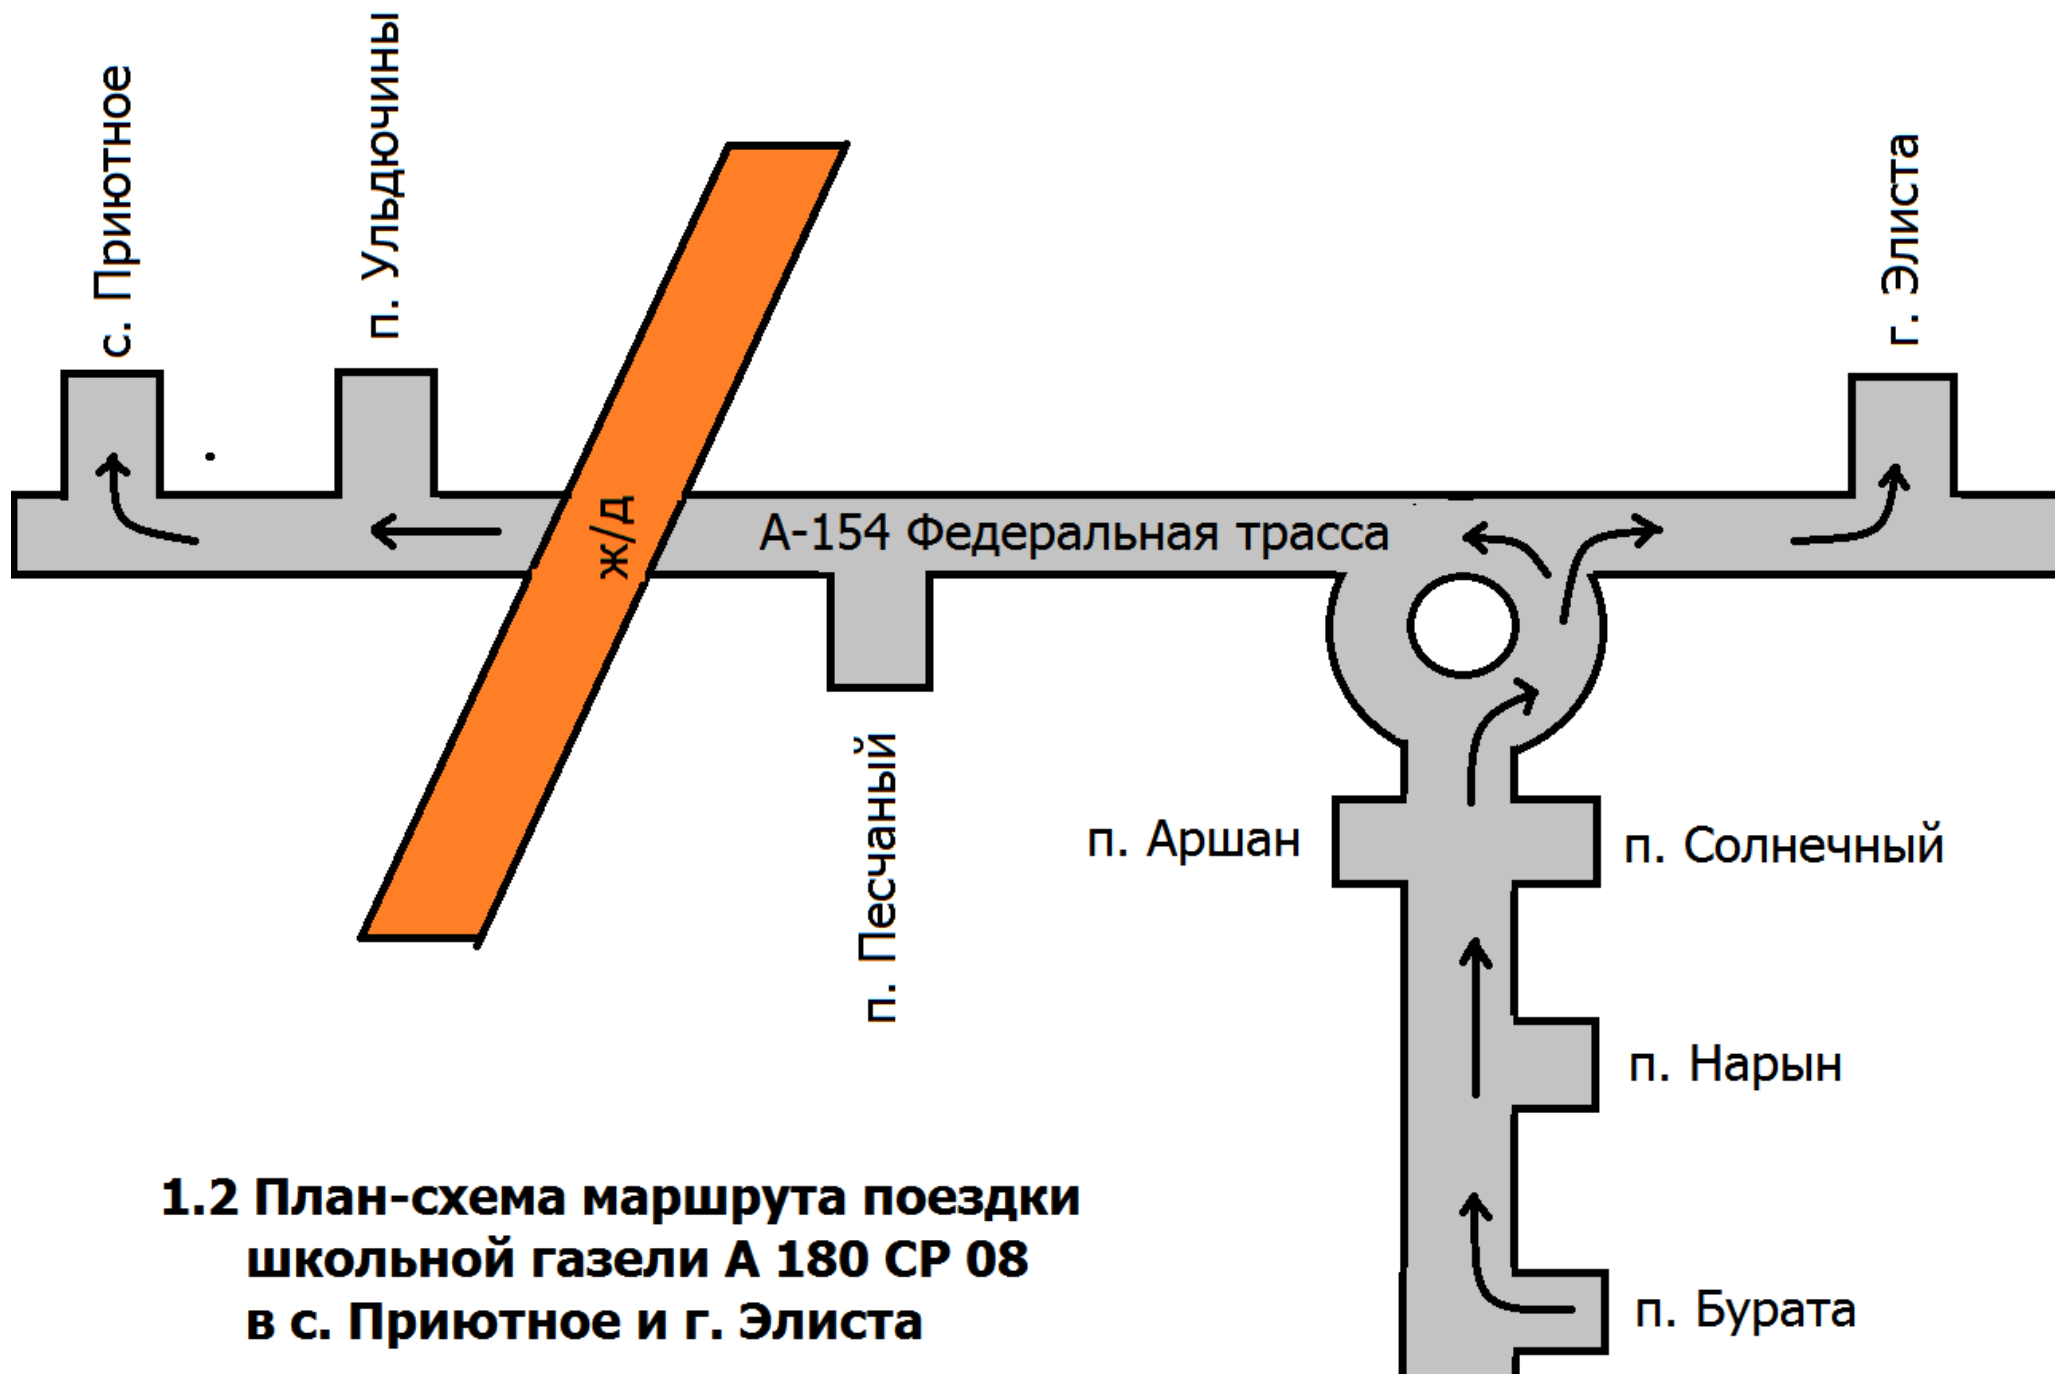 с. Приютное
п. Ульдючины
г. Элиста
ж/д
А-154 Федеральная трасса
п. Песчаный
п. Аршан
п. Солнечный
п. Нарын
п. Бурата
1.2 План-схема маршрута поездки
школьной газели А 180 СР 08
в с. Приютное и г. Элиста